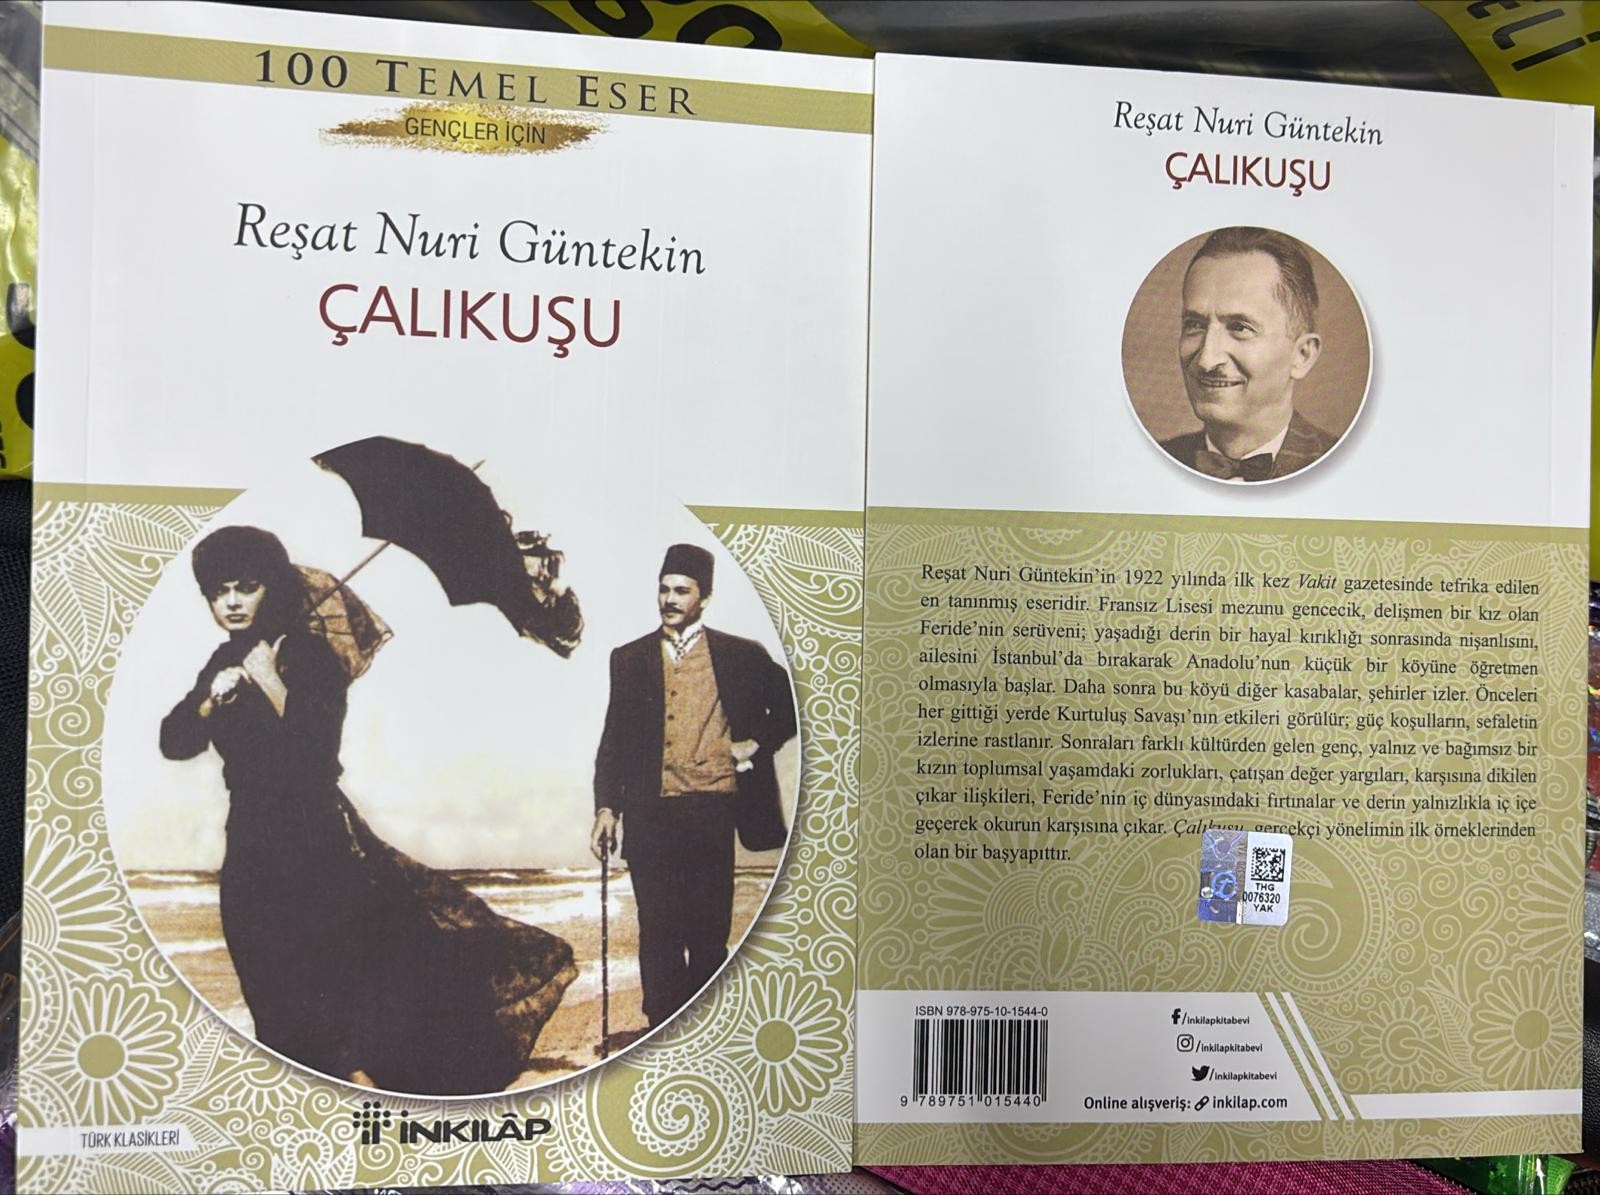 100 TEMEL ESER
GENÇLER İÇİN
Reşat Nuri Güntekin
ÇALIKUŞU
TÜRK KLASİKLERİ
İNKILÂP
Reşat Nuri Güntekin
ÇALIKUŞU
Reşat Nuri Güntekin’in 1922 yılında ilk kez Vakit gazetesinde tefrika edilen
en tanınmış eseridir. Fransız Lisesi mezunu gencecik, delişmen bir kız olan
Feride’nin serüveni; yaşadığı derin bir hayal kırıklığı sonrasında nişanlısını,
ailesini İstanbul’da bırakarak Anadolu’nun küçük bir köyüne öğretmen
olmasıyla başlar. Daha sonra bu köyü diğer kasabalar, şehirler izler. Önceleri
her gittiği yerde Kurtuluş Savaşı’nın etkileri görülür; güç koşulların, sefaletin
izlerine rastlanır. Sonraları farklı kültürden gelen genç, yalnız ve bağımsız bir
kızın toplumsal yaşamdaki zorlukları, çatışan değer yargıları, karşısına dikilen
çıkar ilişkileri, Feride’nin iç dünyasındaki fırtınalar ve derin yalnızlıkla iç içe
geçerek okurun karşısına çıkar. Çalıkuşu, gerçekçi yönelimin ilk örneklerinden
olan bir başyapıttır.
THG
0076320
YAK
ISBN 978-975-10-1544-0
9 789751 015440
/inkilapkitabevi
/inkilapkitabevi
/inkilapkitabevi
Online alışveriş: inkilap.com